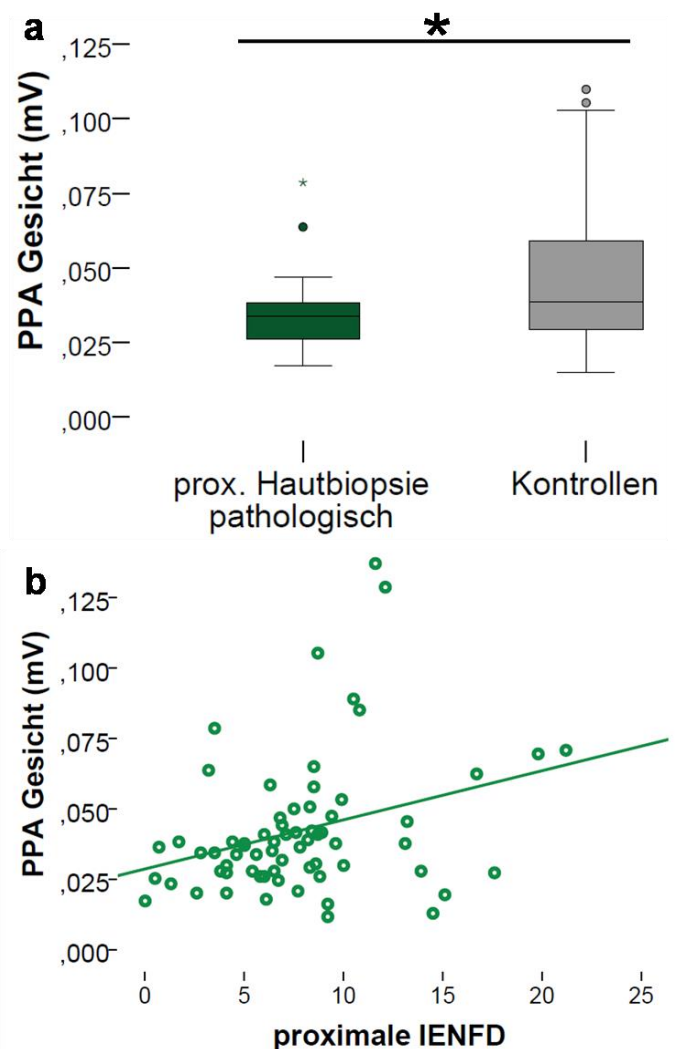 a
*
PPA Gesicht (mV)
,125
,100
,075
,050
,025
,000
prox. Hautbiopsie
pathologisch
Kontrollen
b
PPA Gesicht (mV)
,125
,100
,075
,050
,025
,000
0 5 10 15 20 25
proximale IENFD